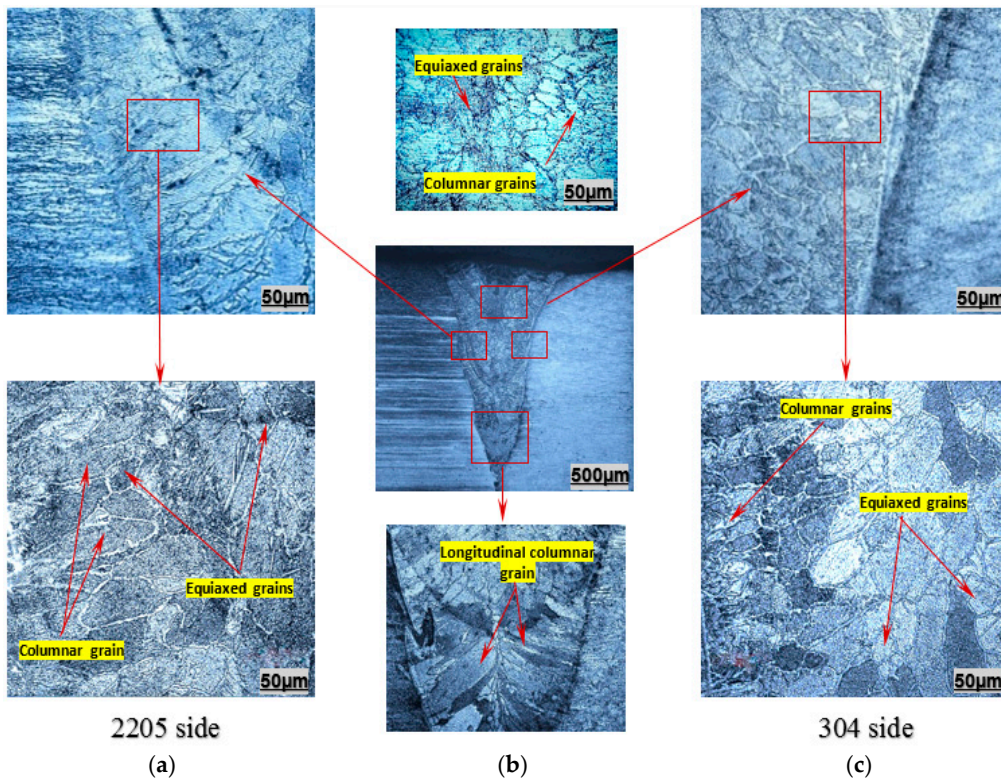 50µm
Equiaxed grains
Columnar grains
50µm
50µm
500µm
Columnar grain
Equiaxed grains
50µm
Longitudinal columnar
grain
Columnar grains
Equiaxed grains
50µm
2205 side
304 side
(a)
(b)
(c)